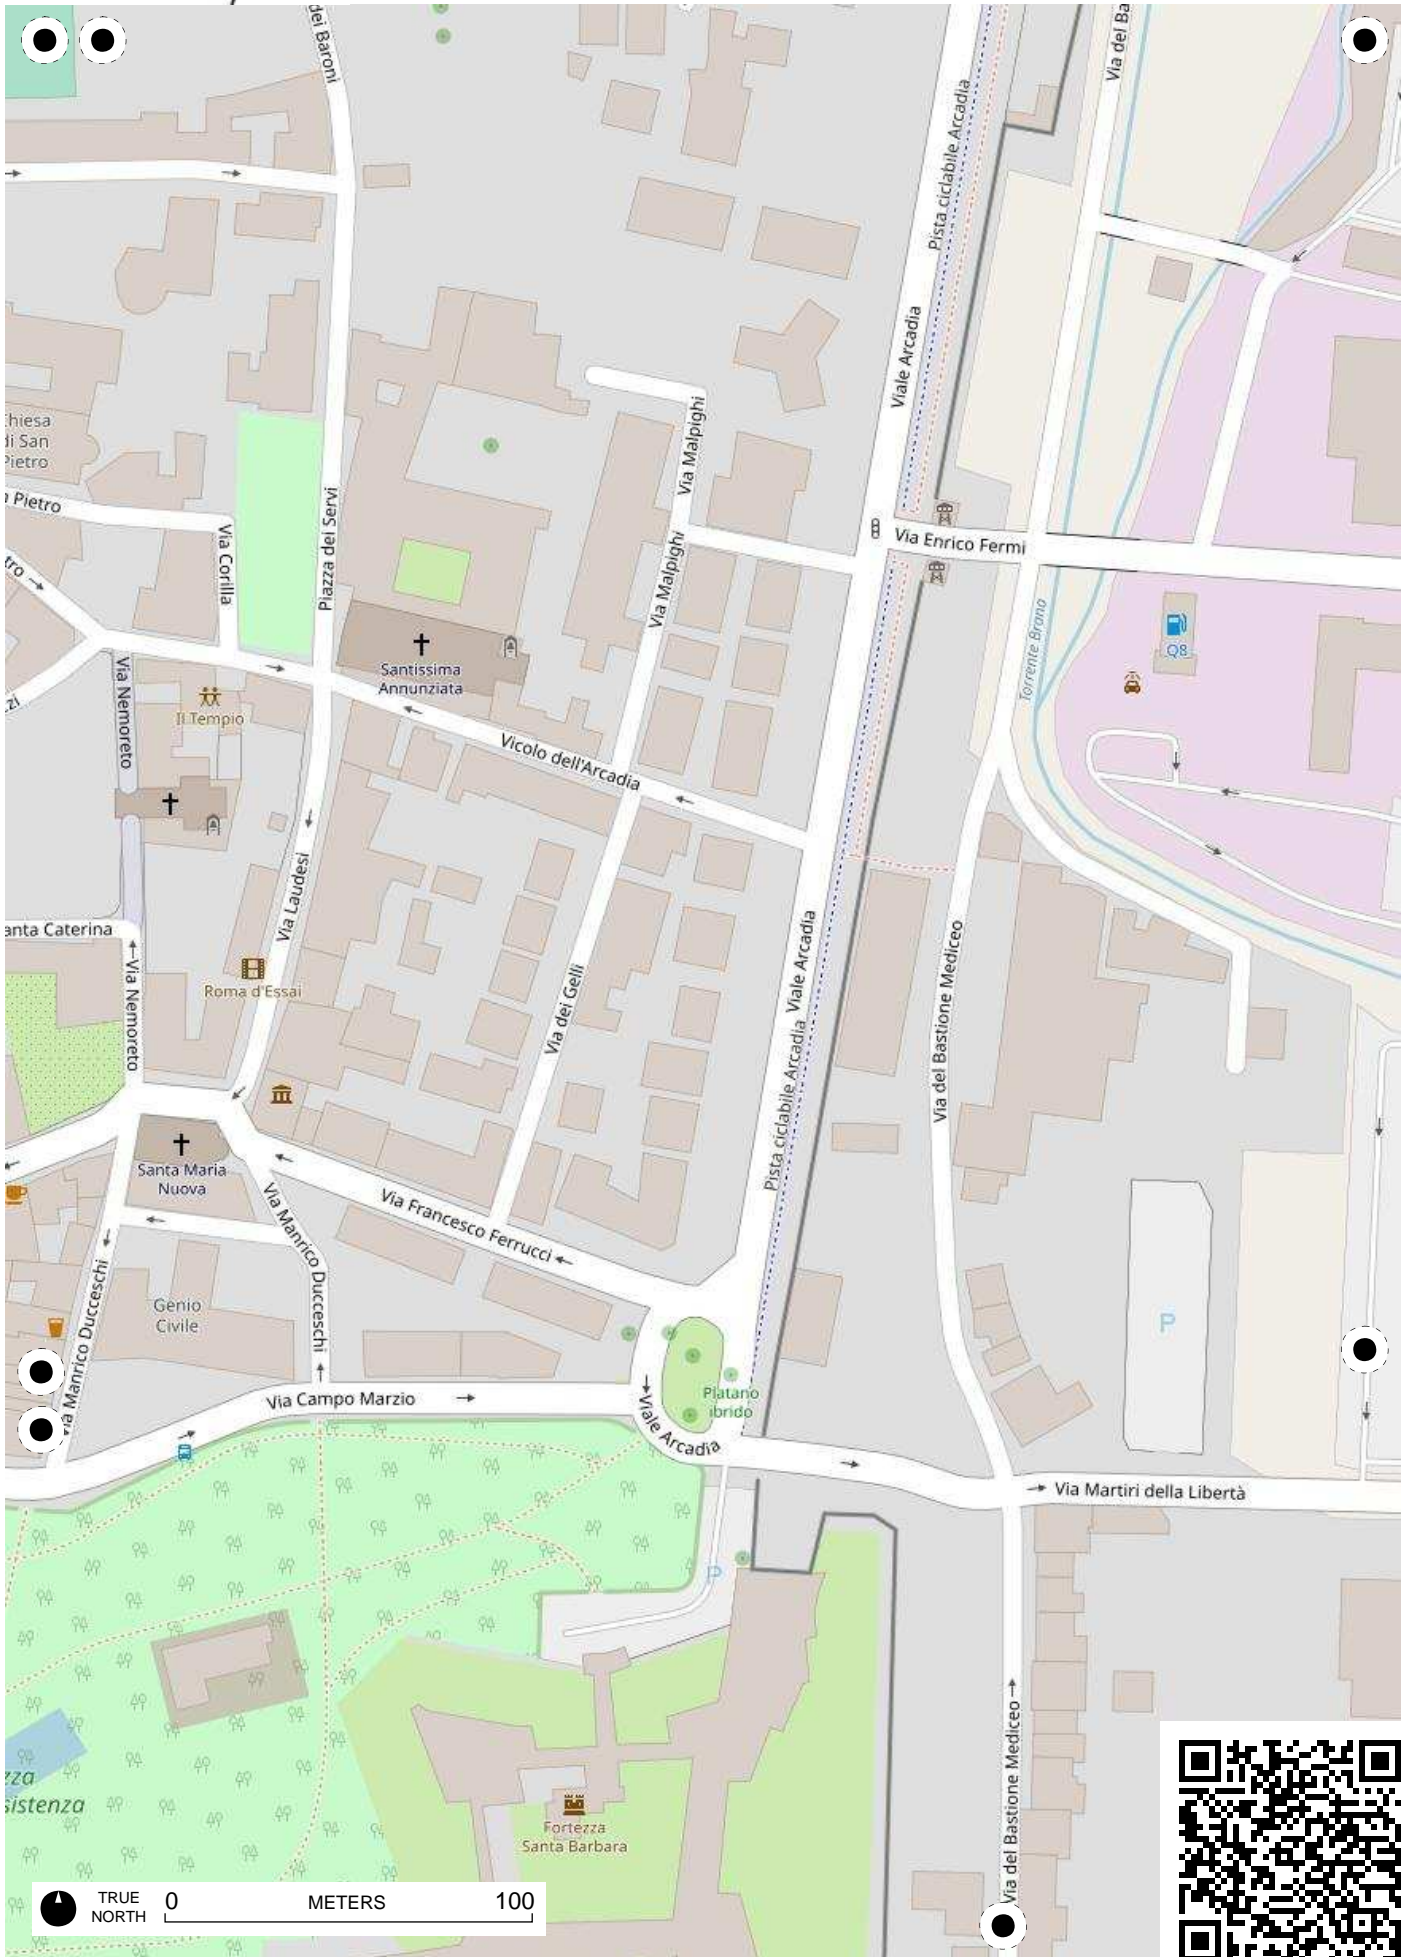 dei Baroni
Via del Ba
Pista ciclabile Arcadia
Viale Arcadia
Chiesa
di San
Pietro
Via Malpighi
Pietro
Via Corilla
Piazza dei Servi
Via Enrico Fermi
Via Malpighi
tro
Torrente Brana
Q8
Santissima
Annunziata
Via Nemoreto
Il Tempio
Vicolo dell'Arcadia
zi
Via Laudesi
anta Caterina
Via Nemoreto
Roma d'Essai
Via dei Gelli
Viale Arcadia
Pista ciclabile Arcadia
Via del Bastione Mediceo
Santa Maria
Nuova
Via Francesco Ferrucci
Via Manrico Ducceschi
Genio
Civile
Via Manrico Ducceschi
P
Via Campo Marzio
Platano
ibrido
Viale Arcadia
Via Martiri della Libertà
P
Via del Bastione Mediceo
zza
sistenza
Fortezza
Santa Barbara
TRUE
NORTH
0 METERS 100